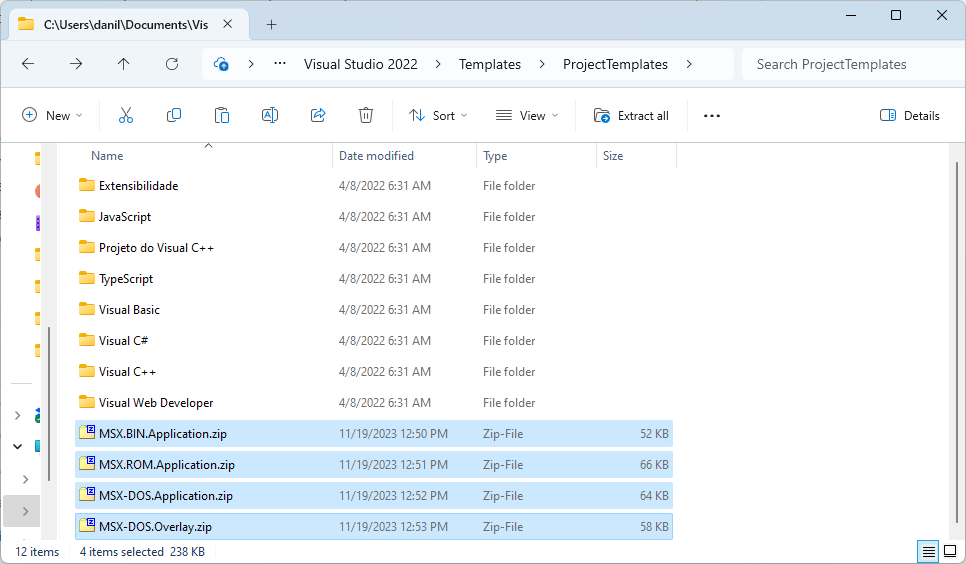 C:\Users\danil\Documents\Vis
Visual Studio 2022 Templates ProjectTemplates Search ProjectTemplates
New Sort View Extract all Details
Name Date modified Type Size
Extensibilidade 4/8/2022 6:31 AM File folder
JavaScript 4/8/2022 6:31 AM File folder
Projeto do Visual C++ 4/8/2022 6:31 AM File folder
TypeScript 4/8/2022 6:31 AM File folder
Visual Basic 4/8/2022 6:31 AM File folder
Visual C# 4/8/2022 6:31 AM File folder
Visual C++ 4/8/2022 6:31 AM File folder
Visual Web Developer 4/8/2022 6:31 AM File folder
MSX.BIN.Application.zip 11/19/2023 12:50 PM Zip-File 52 KB
MSX.ROM.Application.zip 11/19/2023 12:51 PM Zip-File 66 KB
MSX-DOS.Application.zip 11/19/2023 12:52 PM Zip-File 64 KB
MSX-DOS.Overlay.zip 11/19/2023 12:53 PM Zip-File 58 KB
12 items 4 items selected 238 KB